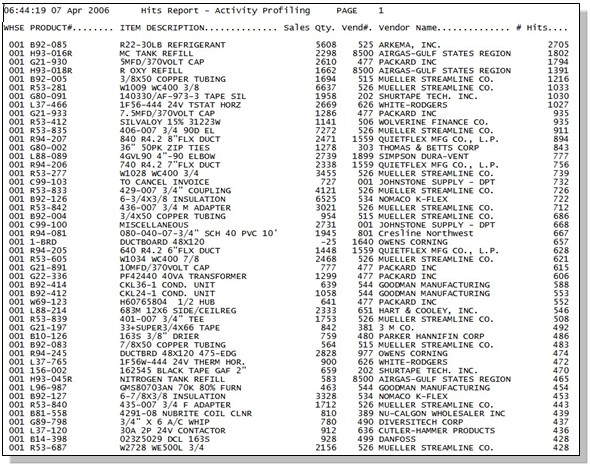 06:44:19 07 Apr 2006 Hits Report - Activity Profiling PAGE 1
WHSE PRODUCT#........ ITEM DESCRIPTION.............. Sales Qty. Vend#. Vendor Name.............. # Hits....
001 B92-085 R22-30LB REFRIGERANT 5608 525 ARKEMA, INC. 2705
001 H93-016R MC TANK REFILL 2298 8500 AIRGAS-GULF STATES REGION 1802
001 G21-930 5MFD/370VOLT CAP 2610 477 PACKARD INC 1794
001 H93-018R R OXY REFILL 1662 8500 AIRGAS-GULF STATES REGION 1391
001 B92-005 3/8x50 COPPER TUBING 1694 515 MUELLER STREAMLINE CO. 1216
001 R53-281 W1009 WC400 3/8 6637 526 MUELLER STREAMLINE CO. 1033
001 G80-091 140330/AF-973-3 TAPE SIL 1958 202 SHURTAPE TECH. INC. 1030
001 L37-466 1F56-444 24V TSTAT HORZ 2669 626 WHITE-RODGERS 1027
001 G21-933 7.5MFD/370VOLT CAP 1286 477 PACKARD INC 935
001 R53-412 SILVALOY 15% 31223W 1141 506 WOLVERINE FINANCE CO. 935
001 R53-835 406-007 3/4 90D EL 7272 526 MUELLER STREAMLINE CO. 911
001 R94-207 840 R4.2 8"FLX DUCT 2471 1559 QUIETFLEX MFG CO., L.P. 894
001 G80-002 36" 50PK ZIP TIES 1278 303 THOMAS & BETTS CORP 843
001 L88-089 4GVL90 4"-90 ELBOW 2739 1899 SIMPSON DURA-VENT 777
001 R94-206 740 R4.2 7"FLX DUCT 2338 1559 QUIETFLEX MFG CO., L.P. 756
001 R53-277 W1028 WC400 3/4 3455 526 MUELLER STREAMLINE CO. 739
001 C99-103 TO CANCEL INVOICE 727 001 JOHNSTONE SUPPLY - DPT 732
001 R53-833 429-007 3/4" COUPLING 4121 526 MUELLER STREAMLINE CO. 726
001 B92-126 6-3/4X3/8 INSULATION 6525 534 NOMACO K-FLEX 722
001 R53-842 436-007 3/4 M ADAPTER 3021 526 MUELLER STREAMLINE CO. 712
001 B92-004 3/4x50 COPPER TUBING 954 515 MUELLER STREAMLINE CO. 686
001 C99-100 MISCELLANEOUS 2731 001 JOHNSTONE SUPPLY - DPT 668
001 R94-081 080-040-07-3/4" SCH 40 PVC 10' 1945 801 Cresline Northwest 667
001 1-BRD DUCTBOARD 48X120 -25 1640 OWENS CORNING 657
001 R94-205 640 R4.2 6"FLEX DUCT 1448 1559 QUIETFLEX MFG CO., L.P. 628
001 R53-605 W1034 WC400 7/8 2468 526 MUELLER STREAMLINE CO. 621
001 G21-891 10MFD/370VOLT CAP 777 477 PACKARD INC 615
001 G22-336 PF42440 40VA TRANSFORMER 1299 477 PACKARD INC 606
001 B92-414 CKL36-1 COND. UNIT 639 544 GOODMAN MANUFACTURING 588
001 B92-412 CKL24-1 COND. UNIT 1058 544 GOODMAN MANUFACTURING 553
001 W69-123 H60765804 1/2 HUB 641 477 PACKARD INC 552
001 L88-214 683M 12X6 SIDE/CEILREG 2333 651 HART & COOLEY, INC. 546
001 R53-839 401-007 3/4" TEE 1753 526 MUELLER STREAMLINE CO. 508
001 G21-197 33+SUPER3/4X66 TAPE 842 381 3 M CO. 492
001 B10-126 163S 3/8" DRIER 759 480 PARKER HANNIFIN CORP 486
001 B92-083 7/8X50 COPPER TUBING 564 515 MUELLER STREAMLINE CO. 483
001 R94-245 DUCTBRD 48X120 475-EDG 2828 977 OWENS CORNING 474
001 L37-765 1F56W-444 24V THERM HOR. 900 626 WHITE-RODGERS 472
001 156-002 162545 BLACK TAPE GAF 2" 659 202 SHURTAPE TECH. INC. 470
001 H93-045R NITROGEN TANK REFILL 583 8500 AIRGAS-GULF STATES REGION 465
001 L96-987 GMS80703AN 70K 80% FURN 463 544 GOODMAN MANUFACTURING 454
001 B92-127 6-7/8X3/8 INSULATION 3328 534 NOMACO K-FLEX 453
001 R53-840 435-007 3/4 F ADAPTER 1712 526 MUELLER STREAMLINE CO. 443
001 B81-558 4291-08 NUBRITE COIL CLNR 810 389 NU-CALGON WHOLESALER INC 439
001 G89-798 3/4" X 6 A/C WHIP 780 490 DIVERSITECH CORP 437
001 L37-120 30A 2P 24V CONTACTOR 912 636 CUTLER-HAMMER PRODUCTS 436
001 B14-398 023Z5029 DCL 163S 928 499 DANFOSS 428
001 R53-687 W2728 WE500L 3/4 2156 526 MUELLER STREAMLINE CO. 428